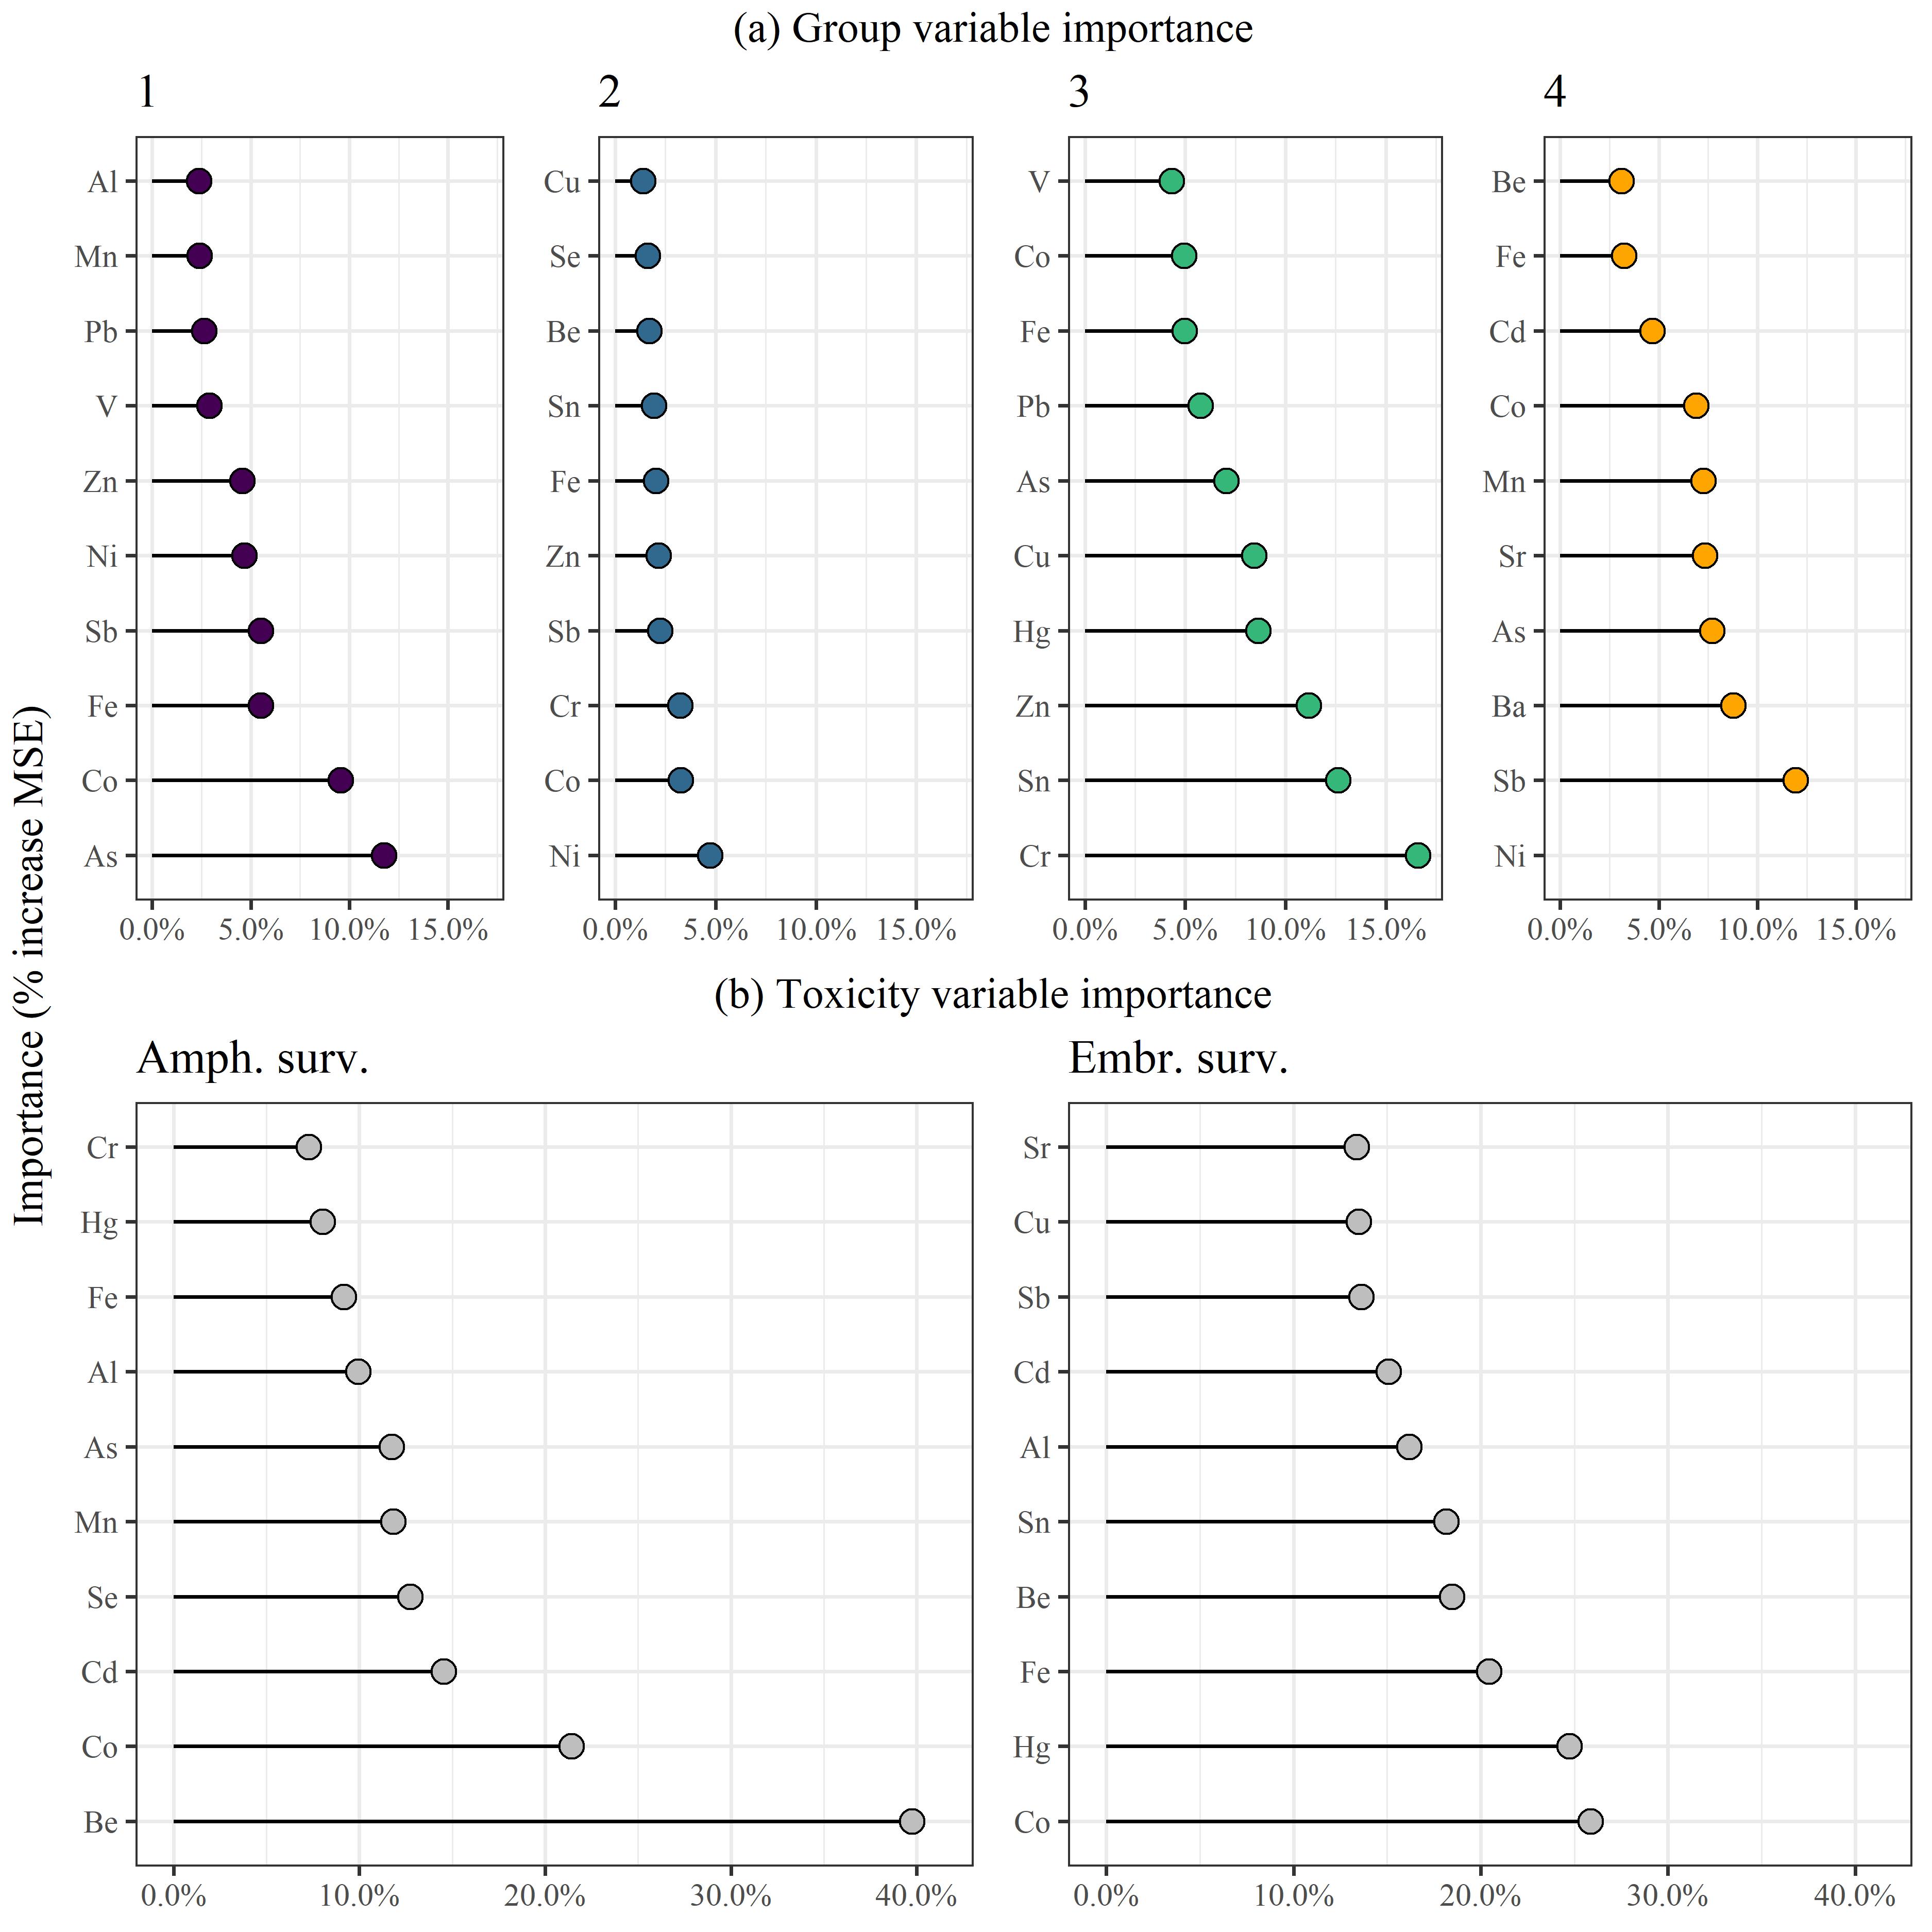 (a) Group variable importance
1
2
3
4
Al
Mn
Pb
V
Zn
Ni
Sb
Fe
Co
As
0.0% 5.0% 10.0% 15.0%
Cu
Se
Be
Sn
Fe
Zn
Sb
Cr
Co
Ni
0.0% 5.0% 10.0% 15.0%
V
Co
Fe
Pb
As
Cu
Hg
Zn
Sn
Cr
0.0% 5.0% 10.0% 15.0%
Be
Fe
Cd
Co
Mn
Sr
As
Ba
Sb
Ni
0.0% 5.0% 10.0% 15.0%
Importance (% increase MSE)
(b) Toxicity variable importance
Amph. surv.
Cr
Hg
Fe
Al
As
Mn
Se
Cd
Co
Be
0.0% 10.0% 20.0% 30.0% 40.0%
Embr. surv.
Sr
Cu
Sb
Cd
Al
Sn
Be
Fe
Hg
Co
0.0% 10.0% 20.0% 30.0% 40.0%